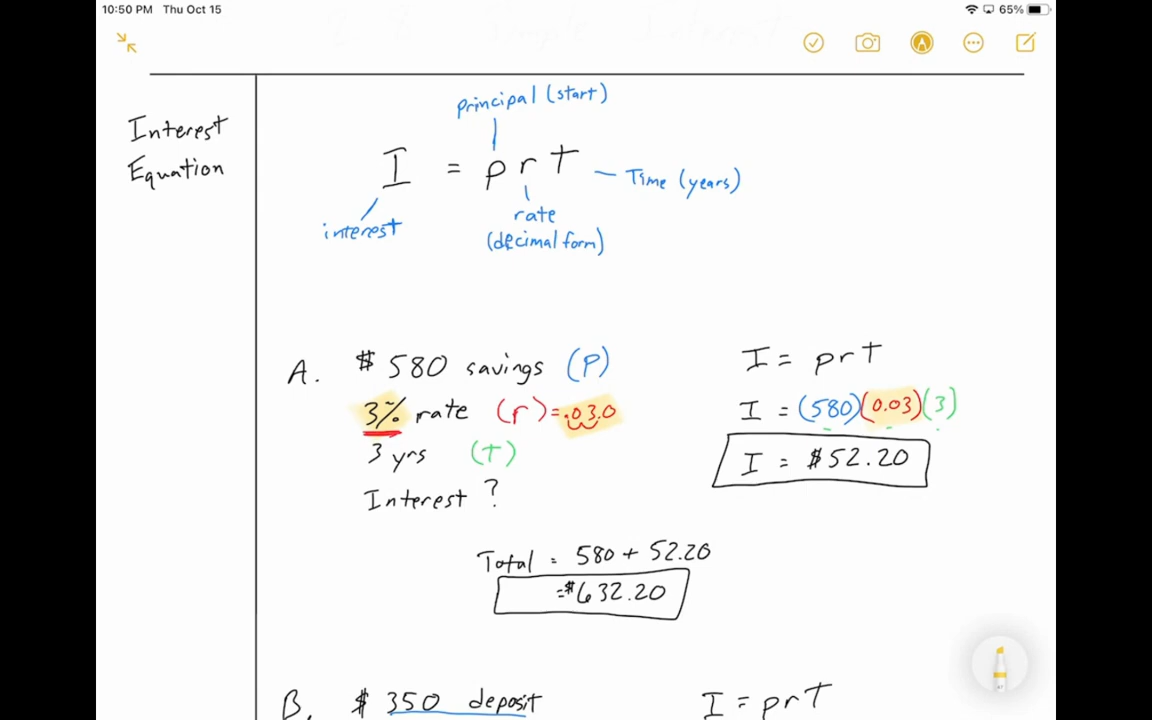 10:50 PM Thu Oct 15
65%
Interest
Equation
principal (start)
I = prt
Time (years)
interest
rate
(decimal form)
A. $580 savings (P)
3% rate (r) = .03.0
3 yrs (t)
Interest ?
I = prt
I = (580)(0.03)(3)
I = $52.20
Total = 580 + 52.20
= $632.20
B. $350 deposit
I = prt